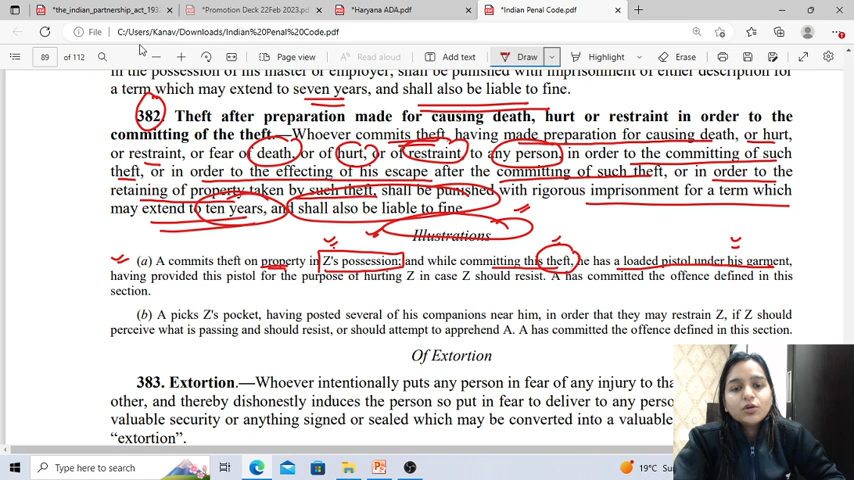 *the_indian_partnership_act_193
*Promotion Deck 22Feb 2023.pdf
*Haryana ADA.pdf
*Indian Penal Code.pdf
File C:/Users/Kanav/Downloads/Indian%20Penal%20Code.pdf
89 of 112 Page view Read aloud Add text Draw Highlight Erase
in the possession of his master or employer, shall be punished with imprisonment of either description for
a term which may extend to seven years, and shall also be liable to fine.
382. Theft after preparation made for causing death, hurt or restraint in order to the
committing of the theft.—Whoever commits theft, having made preparation for causing death, or hurt,
or restraint, or fear of death, or of hurt, or of restraint, to any person, in order to the committing of such
theft, or in order to the effecting of his escape after the committing of such theft, or in order to the
retaining of property taken by such theft, shall be punished with rigorous imprisonment for a term which
may extend to ten years, and shall also be liable to fine.
Illustrations
(a) A commits theft on property in Z's possession; and while committing this theft, he has a loaded pistol under his garment,
having provided this pistol for the purpose of hurting Z in case Z should resist. A has committed the offence defined in this
section.
(b) A picks Z's pocket, having posted several of his companions near him, in order that they may restrain Z, if Z should
perceive what is passing and should resist, or should attempt to apprehend A. A has committed the offence defined in this section.
Of Extortion
383. Extortion.—Whoever intentionally puts any person in fear of any injury to tha
other, and thereby dishonestly induces the person so put in fear to deliver to any perso
valuable security or anything signed or sealed which may be converted into a valuable
"extortion".
Type here to search
19°C Su